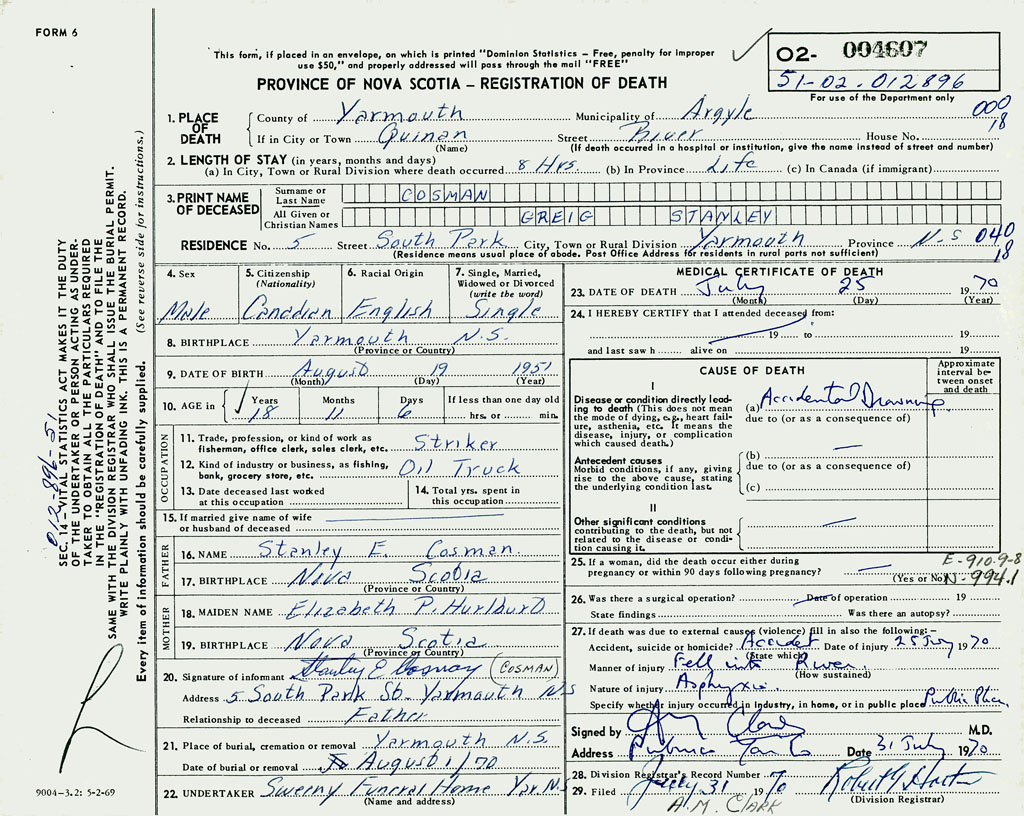 FORM 6
This form, if placed in an envelope, on which is printed "Dominion Statistics – Free, penalty for improper
use $50," and properly addressed will pass through the mail "FREE"
PROVINCE OF NOVA SCOTIA – REGISTRATION OF DEATH
02- 004607
51-02-012896
For use of the Department only
1. PLACE OF DEATH
County of Yarmouth Municipality of Argyle 000
If in City or Town Quinan Street River House No. 18
(Name) (If death occurred in a hospital or institution, give the name instead of street and number)
2. LENGTH OF STAY (in years, months and days)
(a) In City, Town or Rural Division where death occurred 8 Hrs. (b) In Province Life (c) In Canada (if immigrant)
3. PRINT NAME OF DECEASED
Surname or Last Name COSMAN
All Given or Christian Names GREIG STANLEY
RESIDENCE No. 5 Street South Park City, Town or Rural Division Yarmouth Province N.S 040
(Residence means usual place of abode. Post Office Address for residents in rural parts not sufficient) 18
4. Sex
Male
5. Citizenship (Nationality)
Canadian
6. Racial Origin
English
7. Single, Married, Widowed or Divorced (write the word)
Single
8. BIRTHPLACE Yarmouth N.S.
(Province or Country)
9. DATE OF BIRTH August 19 1951
(Month) (Day) (Year)
10. AGE in Years Months Days If less than one day old
18 11 6 hrs. or min.
OCCUPATION
11. Trade, profession, or kind of work as
fisherman, office clerk, sales clerk, etc. Striker
12. Kind of industry or business, as fishing,
bank, grocery store, etc. Oil Truck
13. Date deceased last worked
at this occupation
14. Total yrs. spent in
this occupation
15. If married give name of wife
or husband of deceased
FATHER
16. NAME Stanley E. Cosman
17. BIRTHPLACE Nova Scotia
(Province or Country)
MOTHER
18. MAIDEN NAME Elizabeth P. Hurlburt
19. BIRTHPLACE Nova Scotia
(Province or Country)
20. Signature of informant Stanley E Cosman (COSMAN)
Address 5 South Park St. Yarmouth NS
Relationship to deceased Father
21. Place of burial, cremation or removal Yarmouth N.S.
Date of burial or removal August 1/70
22. UNDERTAKER Sweeny Funeral Home Yar. N.S
(Name and address)
MEDICAL CERTIFICATE OF DEATH
23. DATE OF DEATH July 25 1970
(Month) (Day) (Year)
24. I HEREBY CERTIFY that I attended deceased from:
19 to 19
and last saw h alive on 19
CAUSE OF DEATH
Approximate interval between onset and death
I
Disease or condition directly leading to death (This does not mean the mode of dying, e.g., heart failure, asthenia, etc. It means the disease, injury, or complication which caused death.)
(a) Accidental Drowning
due to (or as a consequence of)
Antecedent causes
Morbid conditions, if any, giving rise to the above cause, stating the underlying condition last.
(b) —
due to (or as a consequence of)
(c)
II
Other significant conditions
contributing to the death, but not related to the disease or condition causing it.
25. If a woman, did the death occur either during
pregnancy or within 90 days following pregnancy? —
(Yes or No)
E-910.9-8
N-994.1
26. Was there a surgical operation? Date of operation 19
State findings Was there an autopsy?
27. If death was due to external causes (violence) fill in also the following:–
Accident, suicide or homicide? Accident Date of injury 25 July 1970
(State which)
Manner of injury Fell into River.
(How sustained)
Nature of injury Asphyxia.
Specify whether injury occurred in industry, in home, or in public place Public Place
Signed by Clark M.D.
Address Pubnico Date 31 July 1970
28. Division Registrar's Record Number
29. Filed July 31 1970
(Division Registrar)
A.M. CLARK
9004–3.2: 5-2-69
012-896-51
SEC. 14–VITAL STATISTICS ACT MAKES IT THE DUTY
OF THE UNDERTAKER OR PERSON ACTING AS UNDER-
TAKER TO OBTAIN ALL THE PARTICULARS REQUIRED
IN THE "REGISTRATION OF DEATH" AND TO FILE THE
SAME WITH THE DIVISION REGISTRAR WHO SHALL ISSUE THE BURIAL PERMIT.
WRITE PLAINLY WITH UNFADING INK. THIS IS A PERMANENT RECORD.
Every item of information should be carefully supplied. (See reverse side for instructions.)